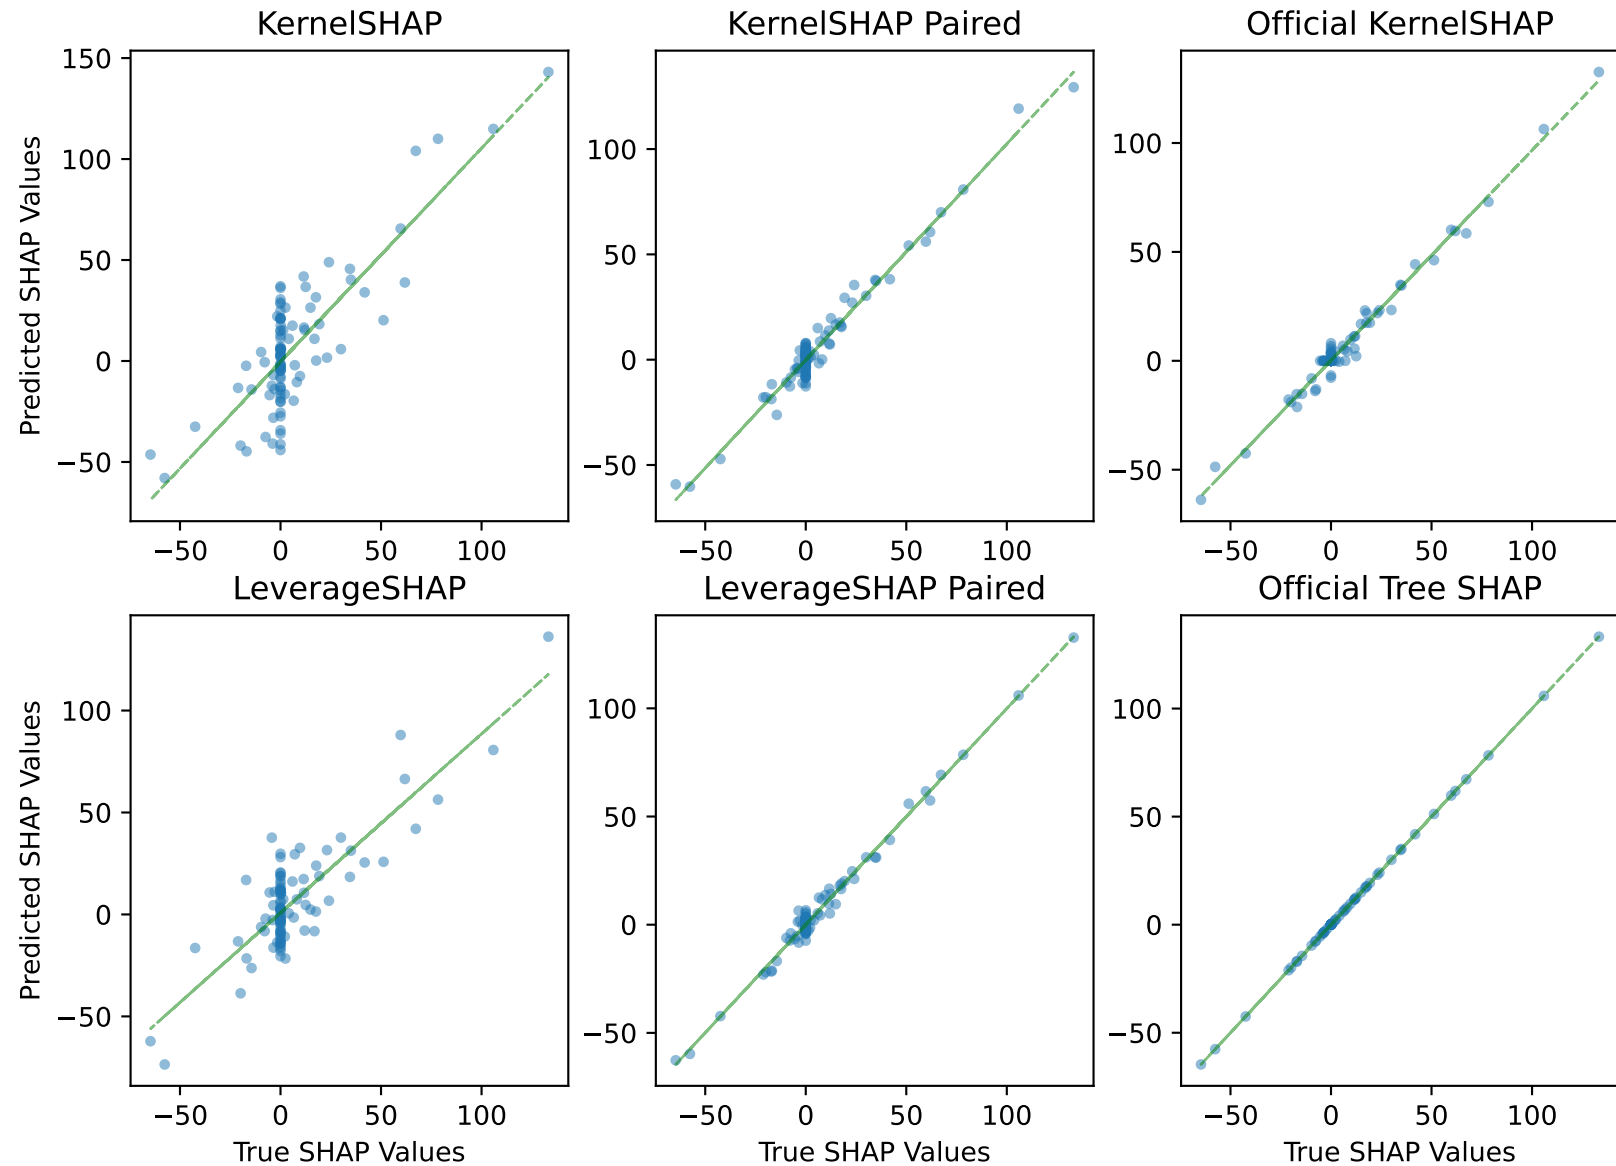 KernelSHAP
KernelSHAP Paired
Official KernelSHAP
Predicted SHAP Values
150
100
50
0
−50
−50 0 50 100
100
50
0
−50
−50 0 50 100
100
50
0
−50
−50 0 50 100
LeverageSHAP
LeverageSHAP Paired
Official Tree SHAP
Predicted SHAP Values
100
50
0
−50
−50 0 50 100
True SHAP Values
100
50
0
−50
−50 0 50 100
True SHAP Values
100
50
0
−50
−50 0 50 100
True SHAP Values